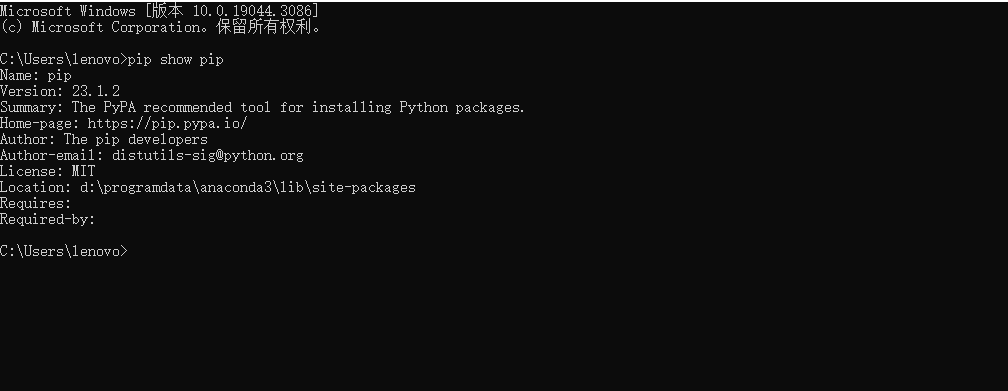 Microsoft Windows [版本 10.0.19044.3086]
(c) Microsoft Corporation。保留所有权利。
C:\Users\lenovo>pip show pip
Name: pip
Version: 23.1.2
Summary: The PyPA recommended tool for installing Python packages.
Home-page: https://pip.pypa.io/
Author: The pip developers
Author-email: distutils-sig@python.org
License: MIT
Location: d:\programdata\anaconda3\lib\site-packages
Requires:
Required-by:
C:\Users\lenovo>